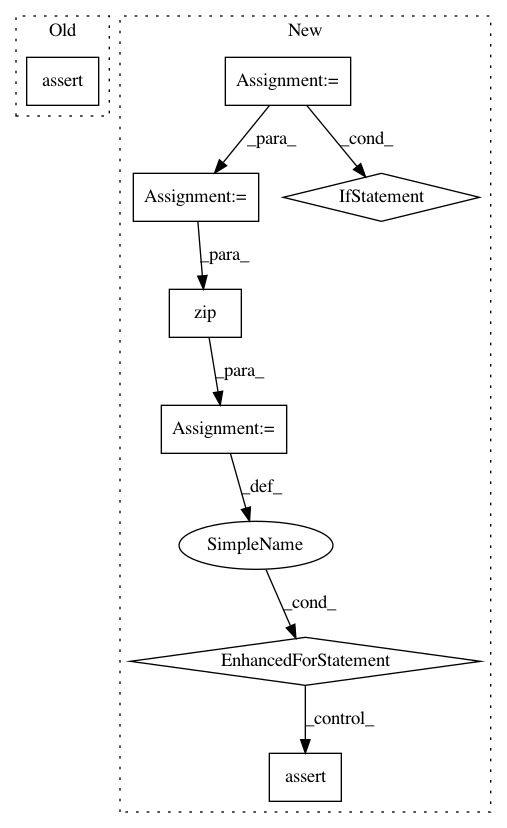 Old
New
assert
Assignment:=
_para_
_cond_
Assignment:=
IfStatement
_para_
zip
_para_
Assignment:=
_def_
SimpleName
_cond_
EnhancedForStatement
_control_
assert